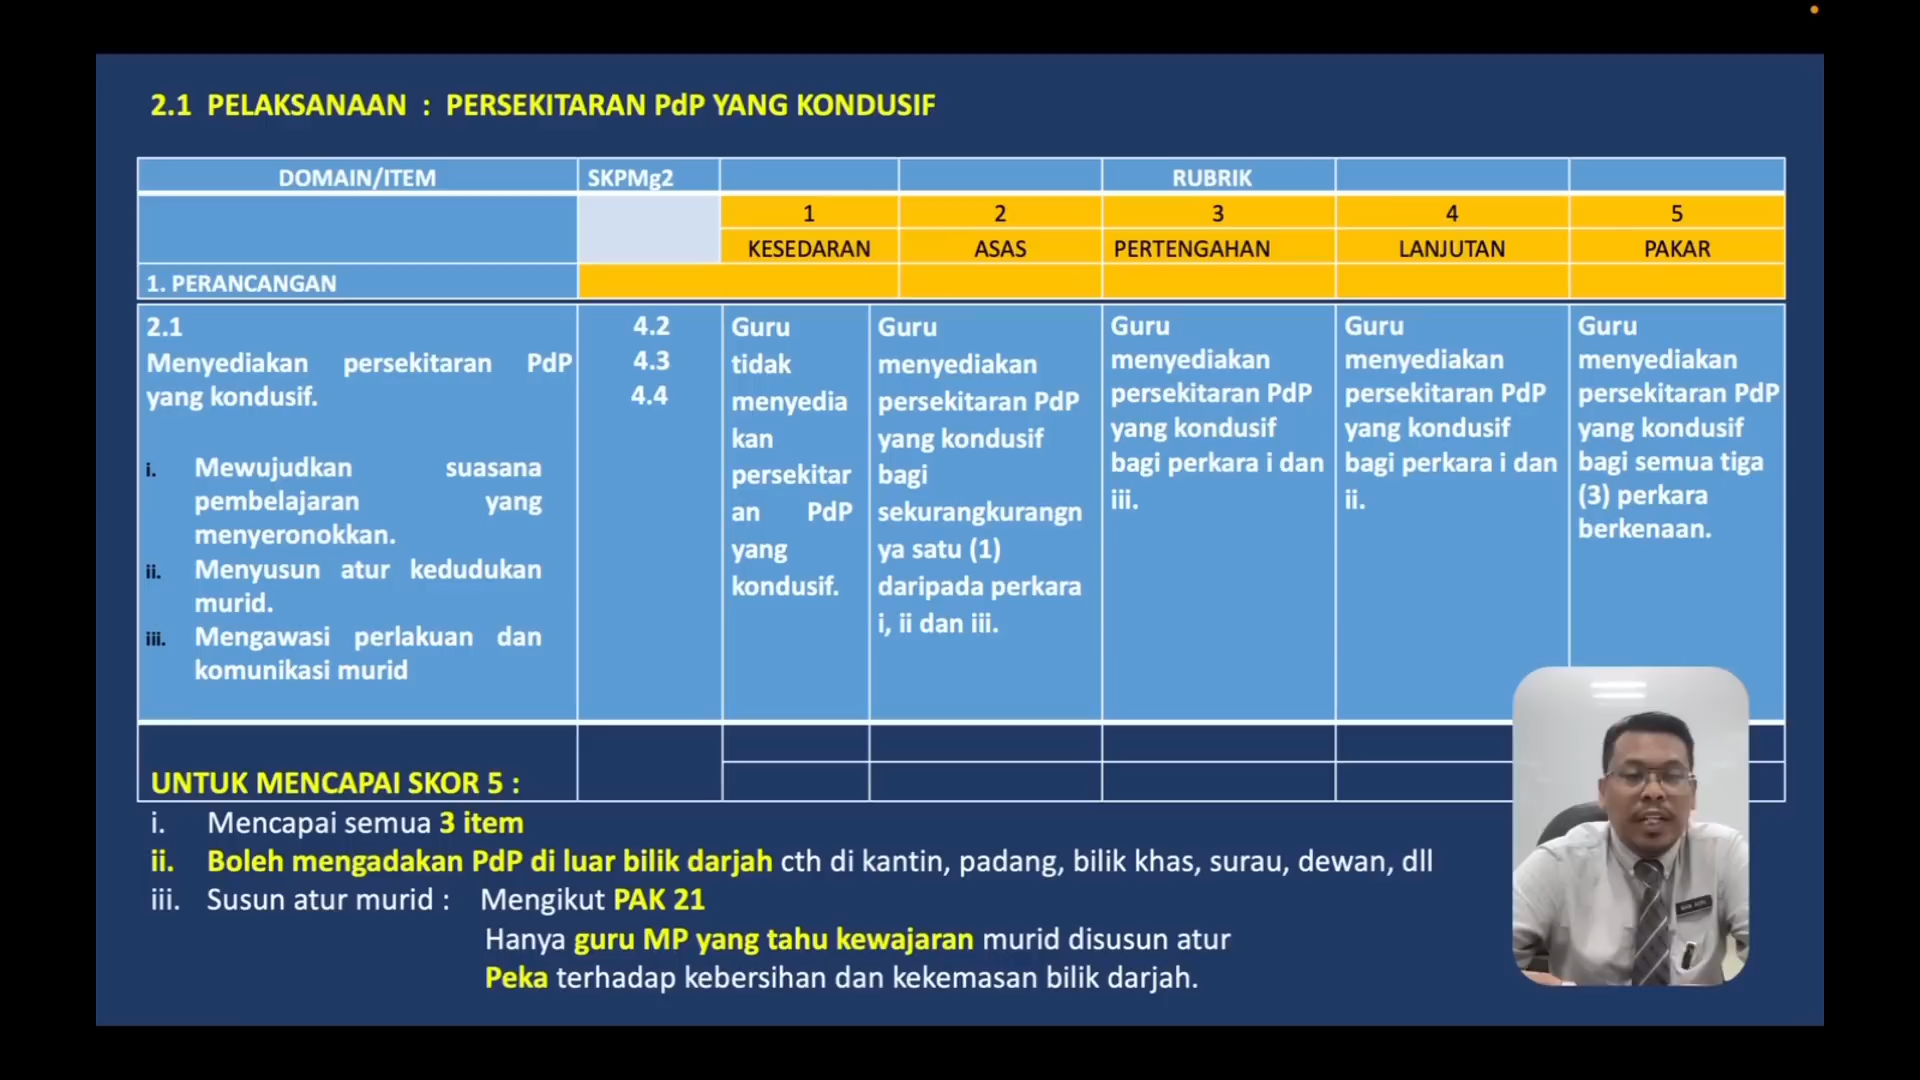 2.1 PELAKSANAAN : PERSEKITARAN PdP YANG KONDUSIF
DOMAIN/ITEM SKPMg2 RUBRIK
1 2 3 4 5
KESEDARAN ASAS PERTENGAHAN LANJUTAN PAKAR
1. PERANCANGAN
2.1
Menyediakan persekitaran PdP
yang kondusif.
i. Mewujudkan suasana
pembelajaran yang
menyeronokkan.
ii. Menyusun atur kedudukan
murid.
iii. Mengawasi perlakuan dan
komunikasi murid
4.2
4.3
4.4
Guru
tidak
menyedia
kan
persekitar
an PdP
yang
kondusif.
Guru
menyediakan
persekitaran PdP
yang kondusif
bagi
sekurangkurangn
ya satu (1)
daripada perkara
i, ii dan iii.
Guru
menyediakan
persekitaran PdP
yang kondusif
bagi perkara i dan
iii.
Guru
menyediakan
persekitaran PdP
yang kondusif
bagi perkara i dan
ii.
Guru
menyediakan
persekitaran PdP
yang kondusif
bagi semua tiga
(3) perkara
berkenaan.
UNTUK MENCAPAI SKOR 5 :
i. Mencapai semua 3 item
ii. Boleh mengadakan PdP di luar bilik darjah cth di kantin, padang, bilik khas, surau, dewan, dll
iii. Susun atur murid : Mengikut PAK 21
Hanya guru MP yang tahu kewajaran murid disusun atur
Peka terhadap kebersihan dan kekemasan bilik darjah.